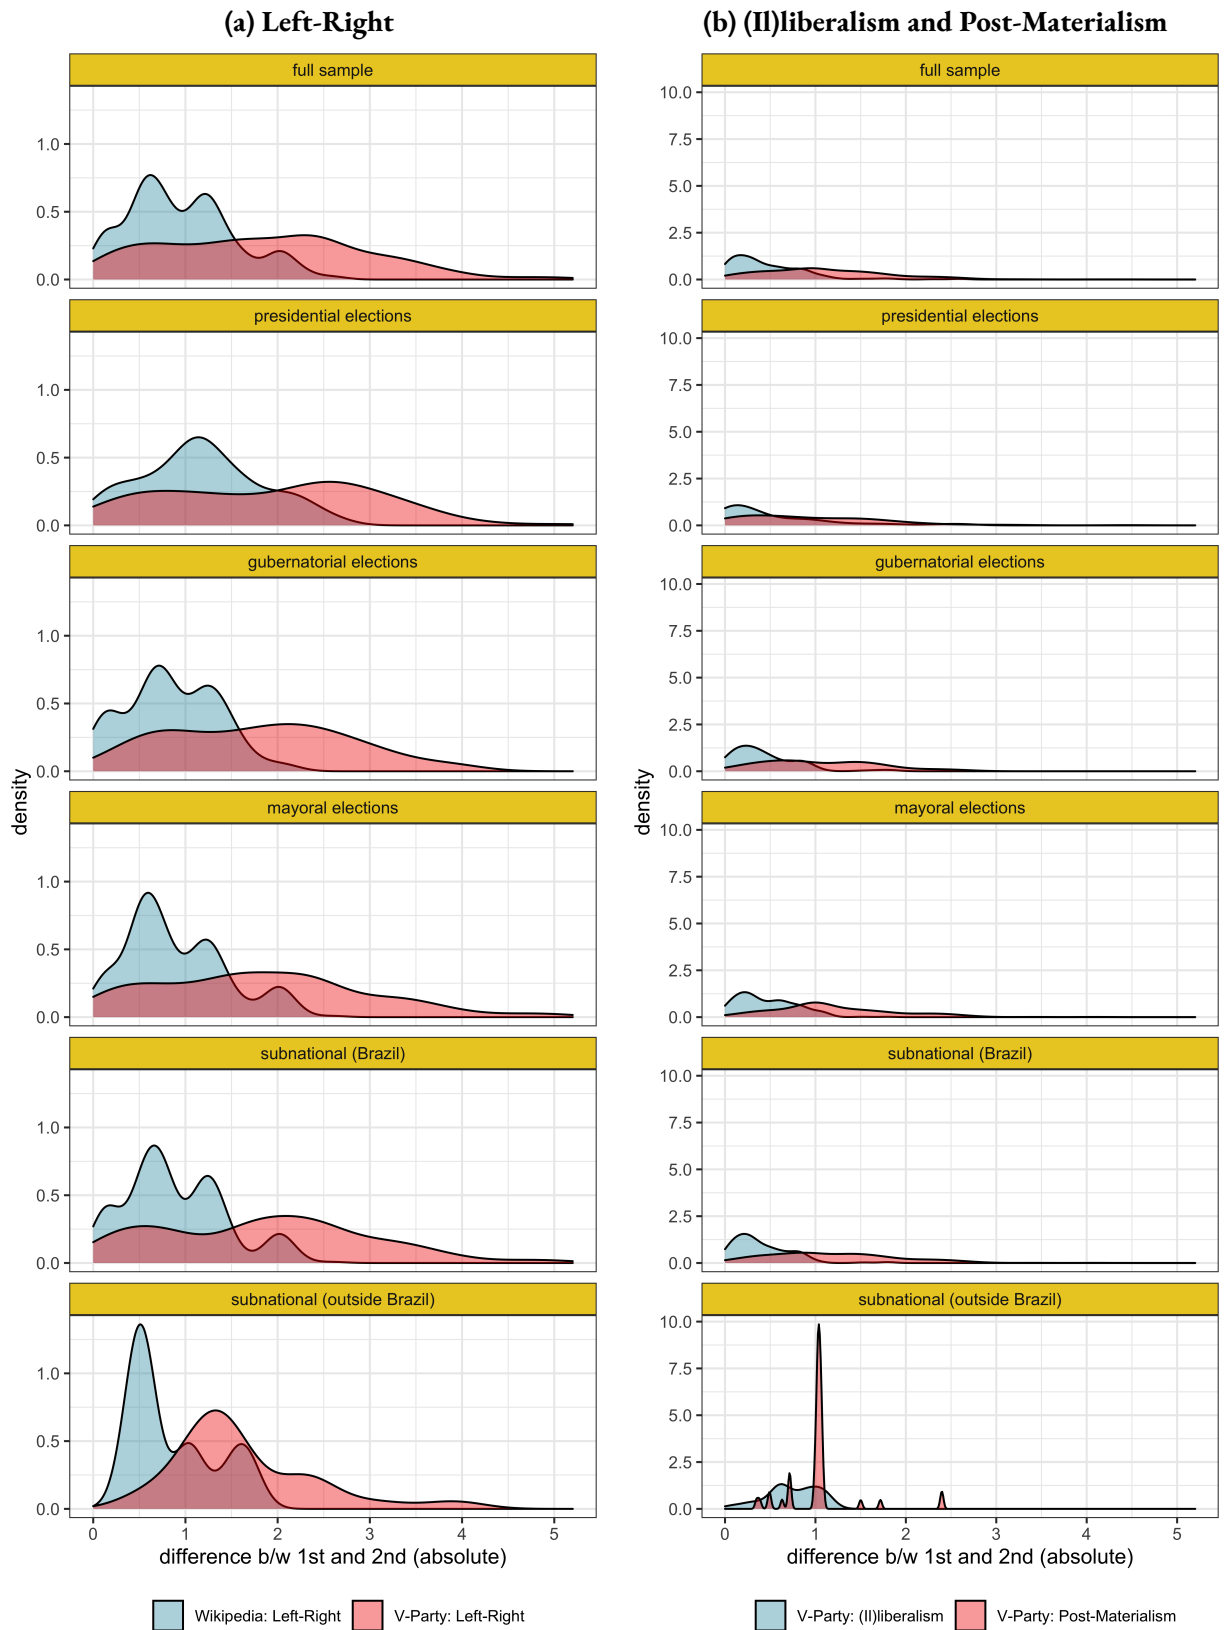 (a) Left-Right
full sample
1.0
0.5
0.0
presidential elections
1.0
0.5
0.0
gubernatorial elections
1.0
0.5
0.0
mayoral elections
1.0
0.5
0.0
subnational (Brazil)
1.0
0.5
0.0
subnational (outside Brazil)
1.0
0.5
0.0
0 1 2 3 4 5
density
difference b/w 1st and 2nd (absolute)
Wikipedia: Left-Right V-Party: Left-Right
(b) (Il)liberalism and Post-Materialism
full sample
10.0
7.5
5.0
2.5
0.0
presidential elections
10.0
7.5
5.0
2.5
0.0
gubernatorial elections
10.0
7.5
5.0
2.5
0.0
mayoral elections
10.0
7.5
5.0
2.5
0.0
subnational (Brazil)
10.0
7.5
5.0
2.5
0.0
subnational (outside Brazil)
10.0
7.5
5.0
2.5
0.0
0 1 2 3 4 5
density
difference b/w 1st and 2nd (absolute)
V-Party: (Il)liberalism V-Party: Post-Materialism